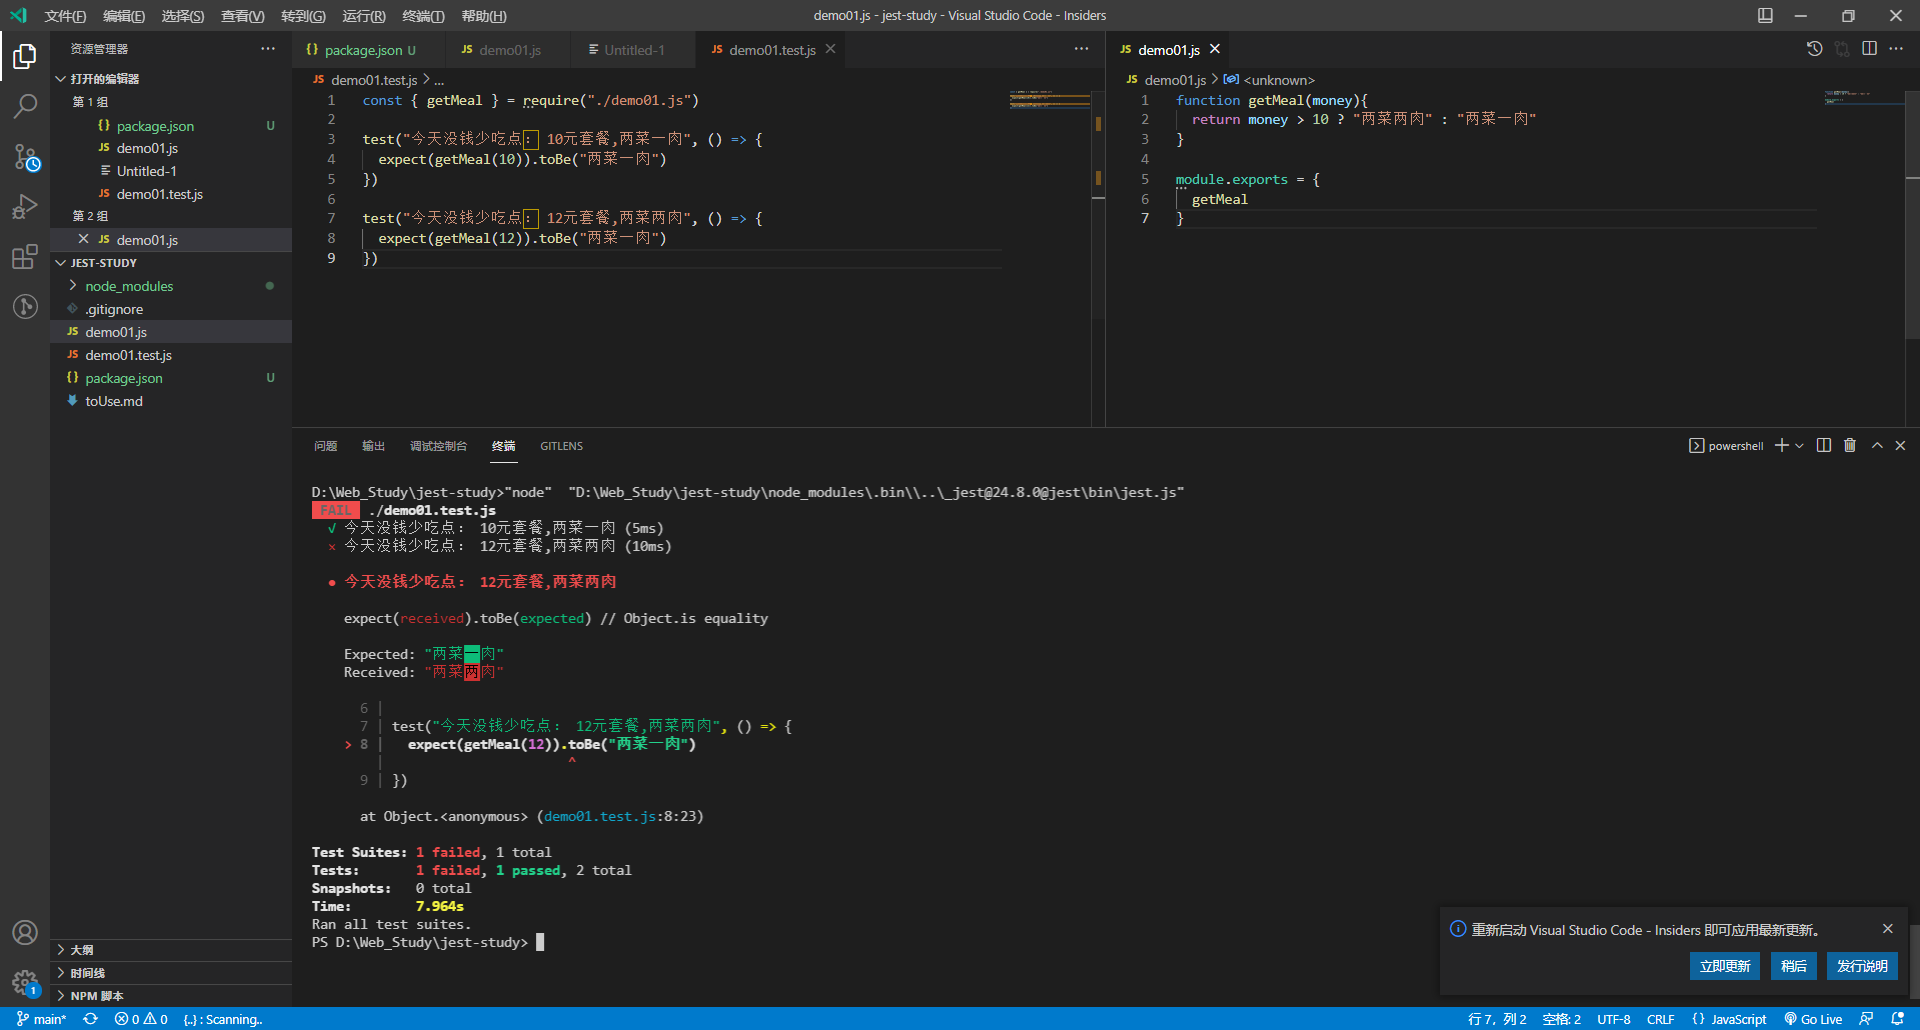 文件(F) 编辑(E) 选择(S) 查看(V) 转到(G) 运行(R) 终端(T) 帮助(H)
demo01.js - jest-study - Visual Studio Code - Insiders
资源管理器
打开的编辑器
第 1 组
package.json U
demo01.js
Untitled-1
demo01.test.js
第 2 组
demo01.js
JEST-STUDY
node_modules
.gitignore
demo01.js
demo01.test.js
package.json U
toUse.md
大纲
时间线
NPM 脚本
package.json U
demo01.js
Untitled-1
demo01.test.js
demo01.test.js > ...
1 const { getMeal } = require("./demo01.js")
2
3 test("今天没钱少吃点： 10元套餐,两菜一肉", () => {
4 expect(getMeal(10)).toBe("两菜一肉")
5 })
6
7 test("今天没钱少吃点： 12元套餐,两菜两肉", () => {
8 expect(getMeal(12)).toBe("两菜一肉")
9 })
demo01.js
demo01.js > <unknown>
1 function getMeal(money){
2 return money > 10 ? "两菜两肉" : "两菜一肉"
3 }
4
5 module.exports = {
6 getMeal
7 }
问题 输出 调试控制台 终端 GITLENS
powershell
D:\Web_Study\jest-study>"node"  "D:\Web_Study\jest-study\node_modules\.bin\\..\_jest@24.8.0@jest\bin\jest.js"
FAIL ./demo01.test.js
√ 今天没钱少吃点： 10元套餐,两菜一肉 (5ms)
× 今天没钱少吃点： 12元套餐,两菜两肉 (10ms)
● 今天没钱少吃点： 12元套餐,两菜两肉
expect(received).toBe(expected) // Object.is equality
Expected: "两菜一肉"
Received: "两菜两肉"
6 |
7 | test("今天没钱少吃点： 12元套餐,两菜两肉", () => {
> 8 | expect(getMeal(12)).toBe("两菜一肉")
| ^
9 | })
at Object.<anonymous> (demo01.test.js:8:23)
Test Suites: 1 failed, 1 total
Tests: 1 failed, 1 passed, 2 total
Snapshots: 0 total
Time: 7.964s
Ran all test suites.
PS D:\Web_Study\jest-study>
重新启动 Visual Studio Code - Insiders 即可应用最新更新。
立即更新 稍后 发行说明
1
main* 0 0 {..} : Scanning.. 行 7，列 2 空格: 2 UTF-8 CRLF { } JavaScript Go Live